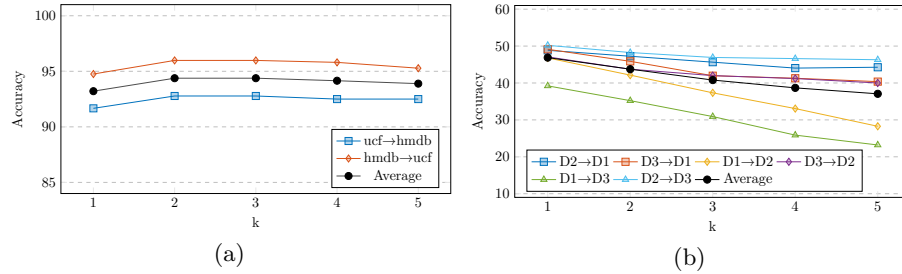 100
95
90
85
Accuracy
ucf→hmdb
hmdb→ucf
Average
1 2 3 4 5
k
(a)
60
50
40
30
20
10
Accuracy
D2→D1 D3→D1 D1→D2 D3→D2
D1→D3 D2→D3 Average
1 2 3 4 5
k
(b)